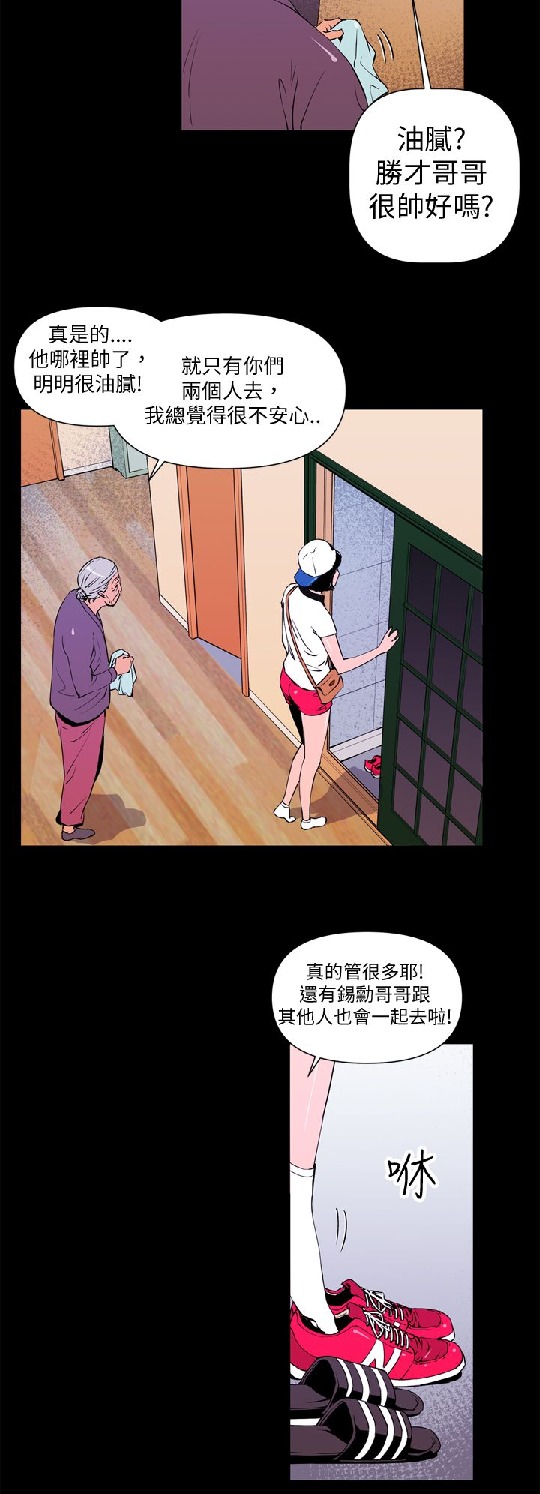 油膩?
勝才哥哥
很帥好嗎?
真是的....
他哪裡帥了,
明明很油膩!
就只有你們
兩個人去,
我總覺得很不安心..
真的管很多耶!
還有錫勳哥哥跟
其他人也會一起去啦!
咻
N